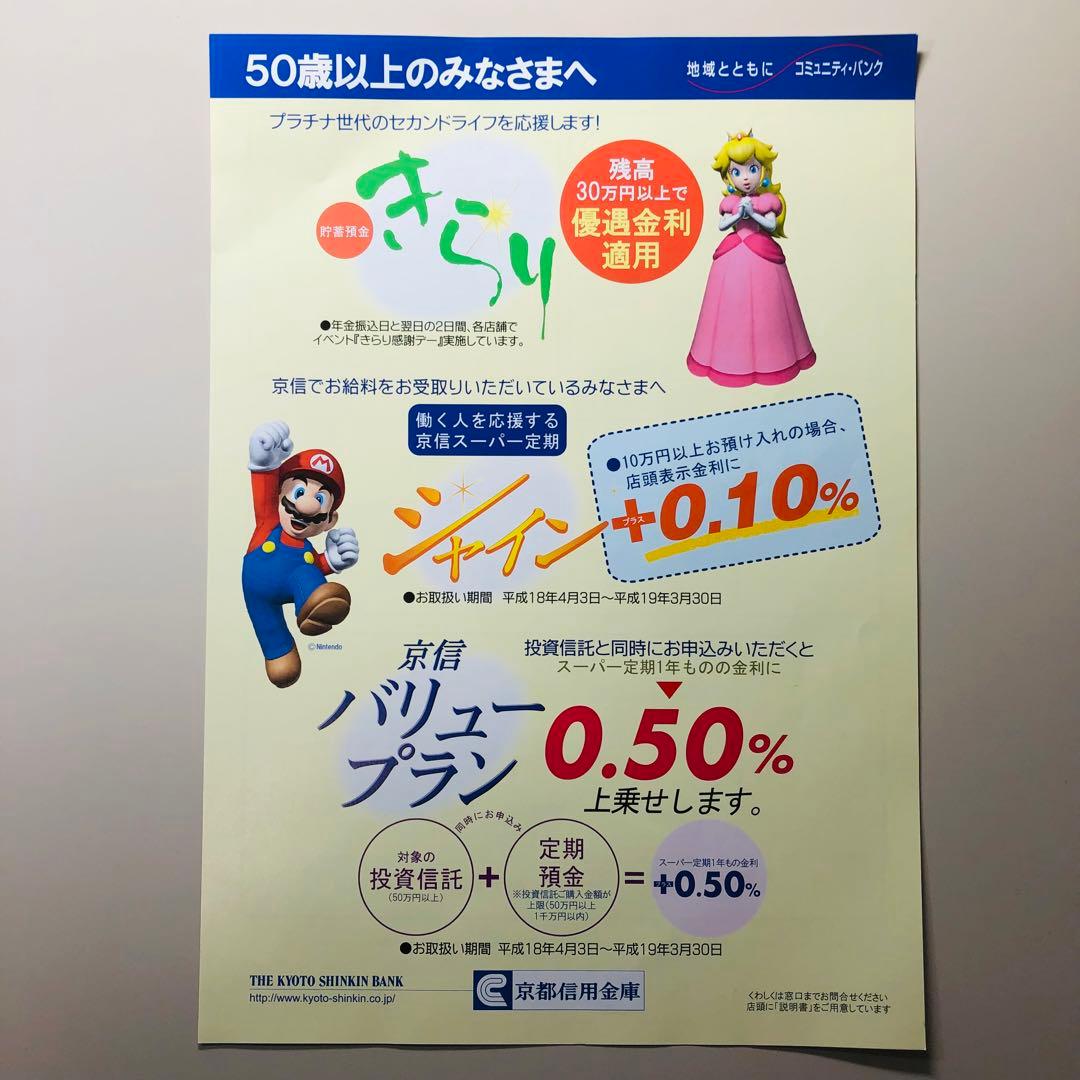 50歳以上のみなさまへ
地域とともに コミュニティ・バンク
プラチナ世代のセカンドライフを応援します!
貯蓄預金
きらり
残高
30万円以上で
優遇金利
適用
●年金振込日と翌日の2日間、各店舗で
イベント『きらり感謝デー』実施しています。
京信でお給料をお受取りいただいているみなさまへ
働く人を応援する
京信スーパー定期
シャイン
●10万円以上お預け入れの場合、
店頭表示金利に
プラス
+0.10%
●お取扱い期間 平成18年4月3日〜平成19年3月30日
M
©Nintendo
京信
バリュー
プラン
投資信託と同時にお申込みいただくと
スーパー定期1年ものの金利に
0.50%
上乗せします。
同時にお申込み
対象の
投資信託
(50万円以上)
+
定期
預金
※投資信託ご購入金額が
上限(50万円以上
1千万円以内)
=
スーパー定期1年もの金利
プラス
+0.50%
●お取扱い期間 平成18年4月3日〜平成19年3月30日
THE KYOTO SHINKIN BANK
http://www.kyoto-shinkin.co.jp/
京都信用金庫
くわしくは窓口までお問合せください
店頭に「説明書」をご用意しています